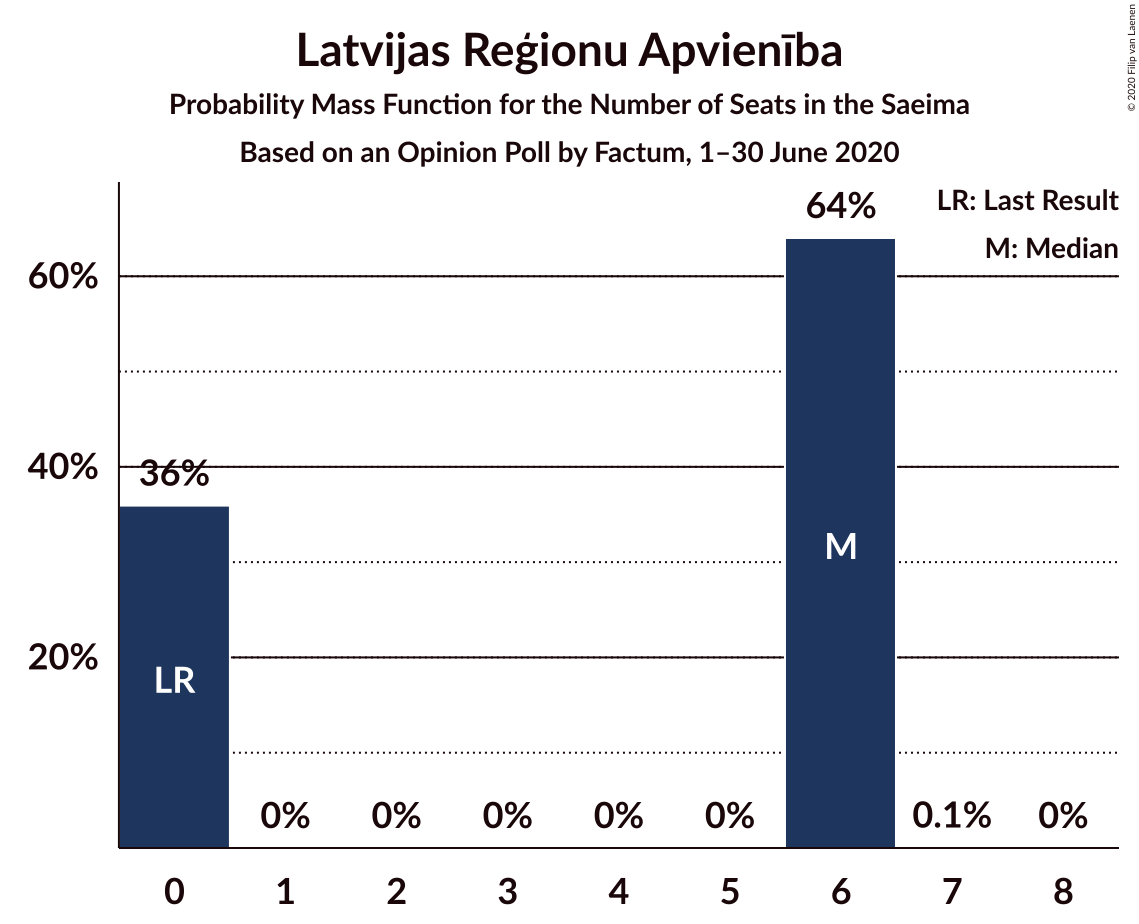 Latvijas Reģionu Apvienība
Probability Mass Function for the Number of Seats in the Saeima
Based on an Opinion Poll by Factum, 1–30 June 2020
© 2020 Filip van Laenen
LR: Last Result
M: Median
64%
60%
40%
36%
M
20%
LR
0% 0% 0% 0% 0% 0.1% 0%
0 1 2 3 4 5 6 7 8